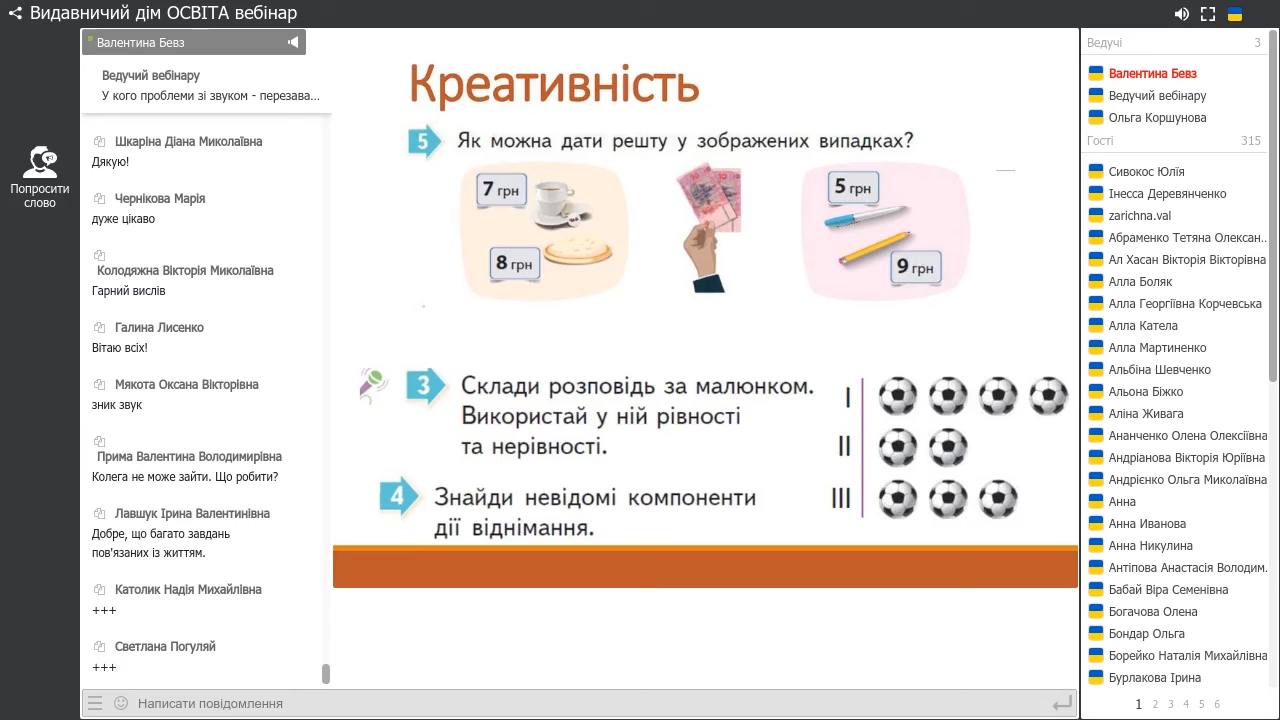 Видавничий дім ОСВІТА вебінар
Попросити
слово
Валентина Бевз
Ведучий вебінару
У кого проблеми зі звуком - перезава...
Шкаріна Діана Миколаївна
Дякую!
Чернікова Марія
дуже цікаво
Колодяжна Вікторія Миколаївна
Гарний вислів
Галина Лисенко
Вітаю всіх!
Мякота Оксана Вікторівна
зник звук
Прима Валентина Володимирівна
Колега не може зайти. Що робити?
Лавшук Ірина Валентинівна
Добре, що багато завдань
пов'язаних із життям.
Католик Надія Михайлівна
+++
Светлана Погуляй
+++
Написати повідомлення
Креативність
5 Як можна дати решту у зображених випадках?
7 грн
8 грн
5 грн
9 грн
3 Склади розповідь за малюнком.
Використай у ній рівності
та нерівності.
I
II
III
4 Знайди невідомі компоненти
дії віднімання.
Ведучі 3
Валентина Бевз
Ведучий вебінару
Ольга Коршунова
Гості 315
Сивокос Юлїя
Інесса Деревянченко
zarichna.val
Абраменко Тетяна Олексан...
Ал Хасан Вікторія Вікторівна
Алла Боляк
Алла Георгіївна Корчевська
Алла Катела
Алла Мартиненко
Альбіна Шевченко
Альона Біжко
Аліна Живага
Ананченко Олена Олексіївна
Андріанова Вікторія Юріївна
Андрієнко Ольга Миколаївна
Анна
Анна Иванова
Анна Никулина
Антіпова Анастасія Володим.
Бабай Віра Семенівна
Богачова Олена
Бондар Ольга
Борейко Наталія Михайлівна
Бурлакова Ірина
1 2 3 4 5 6